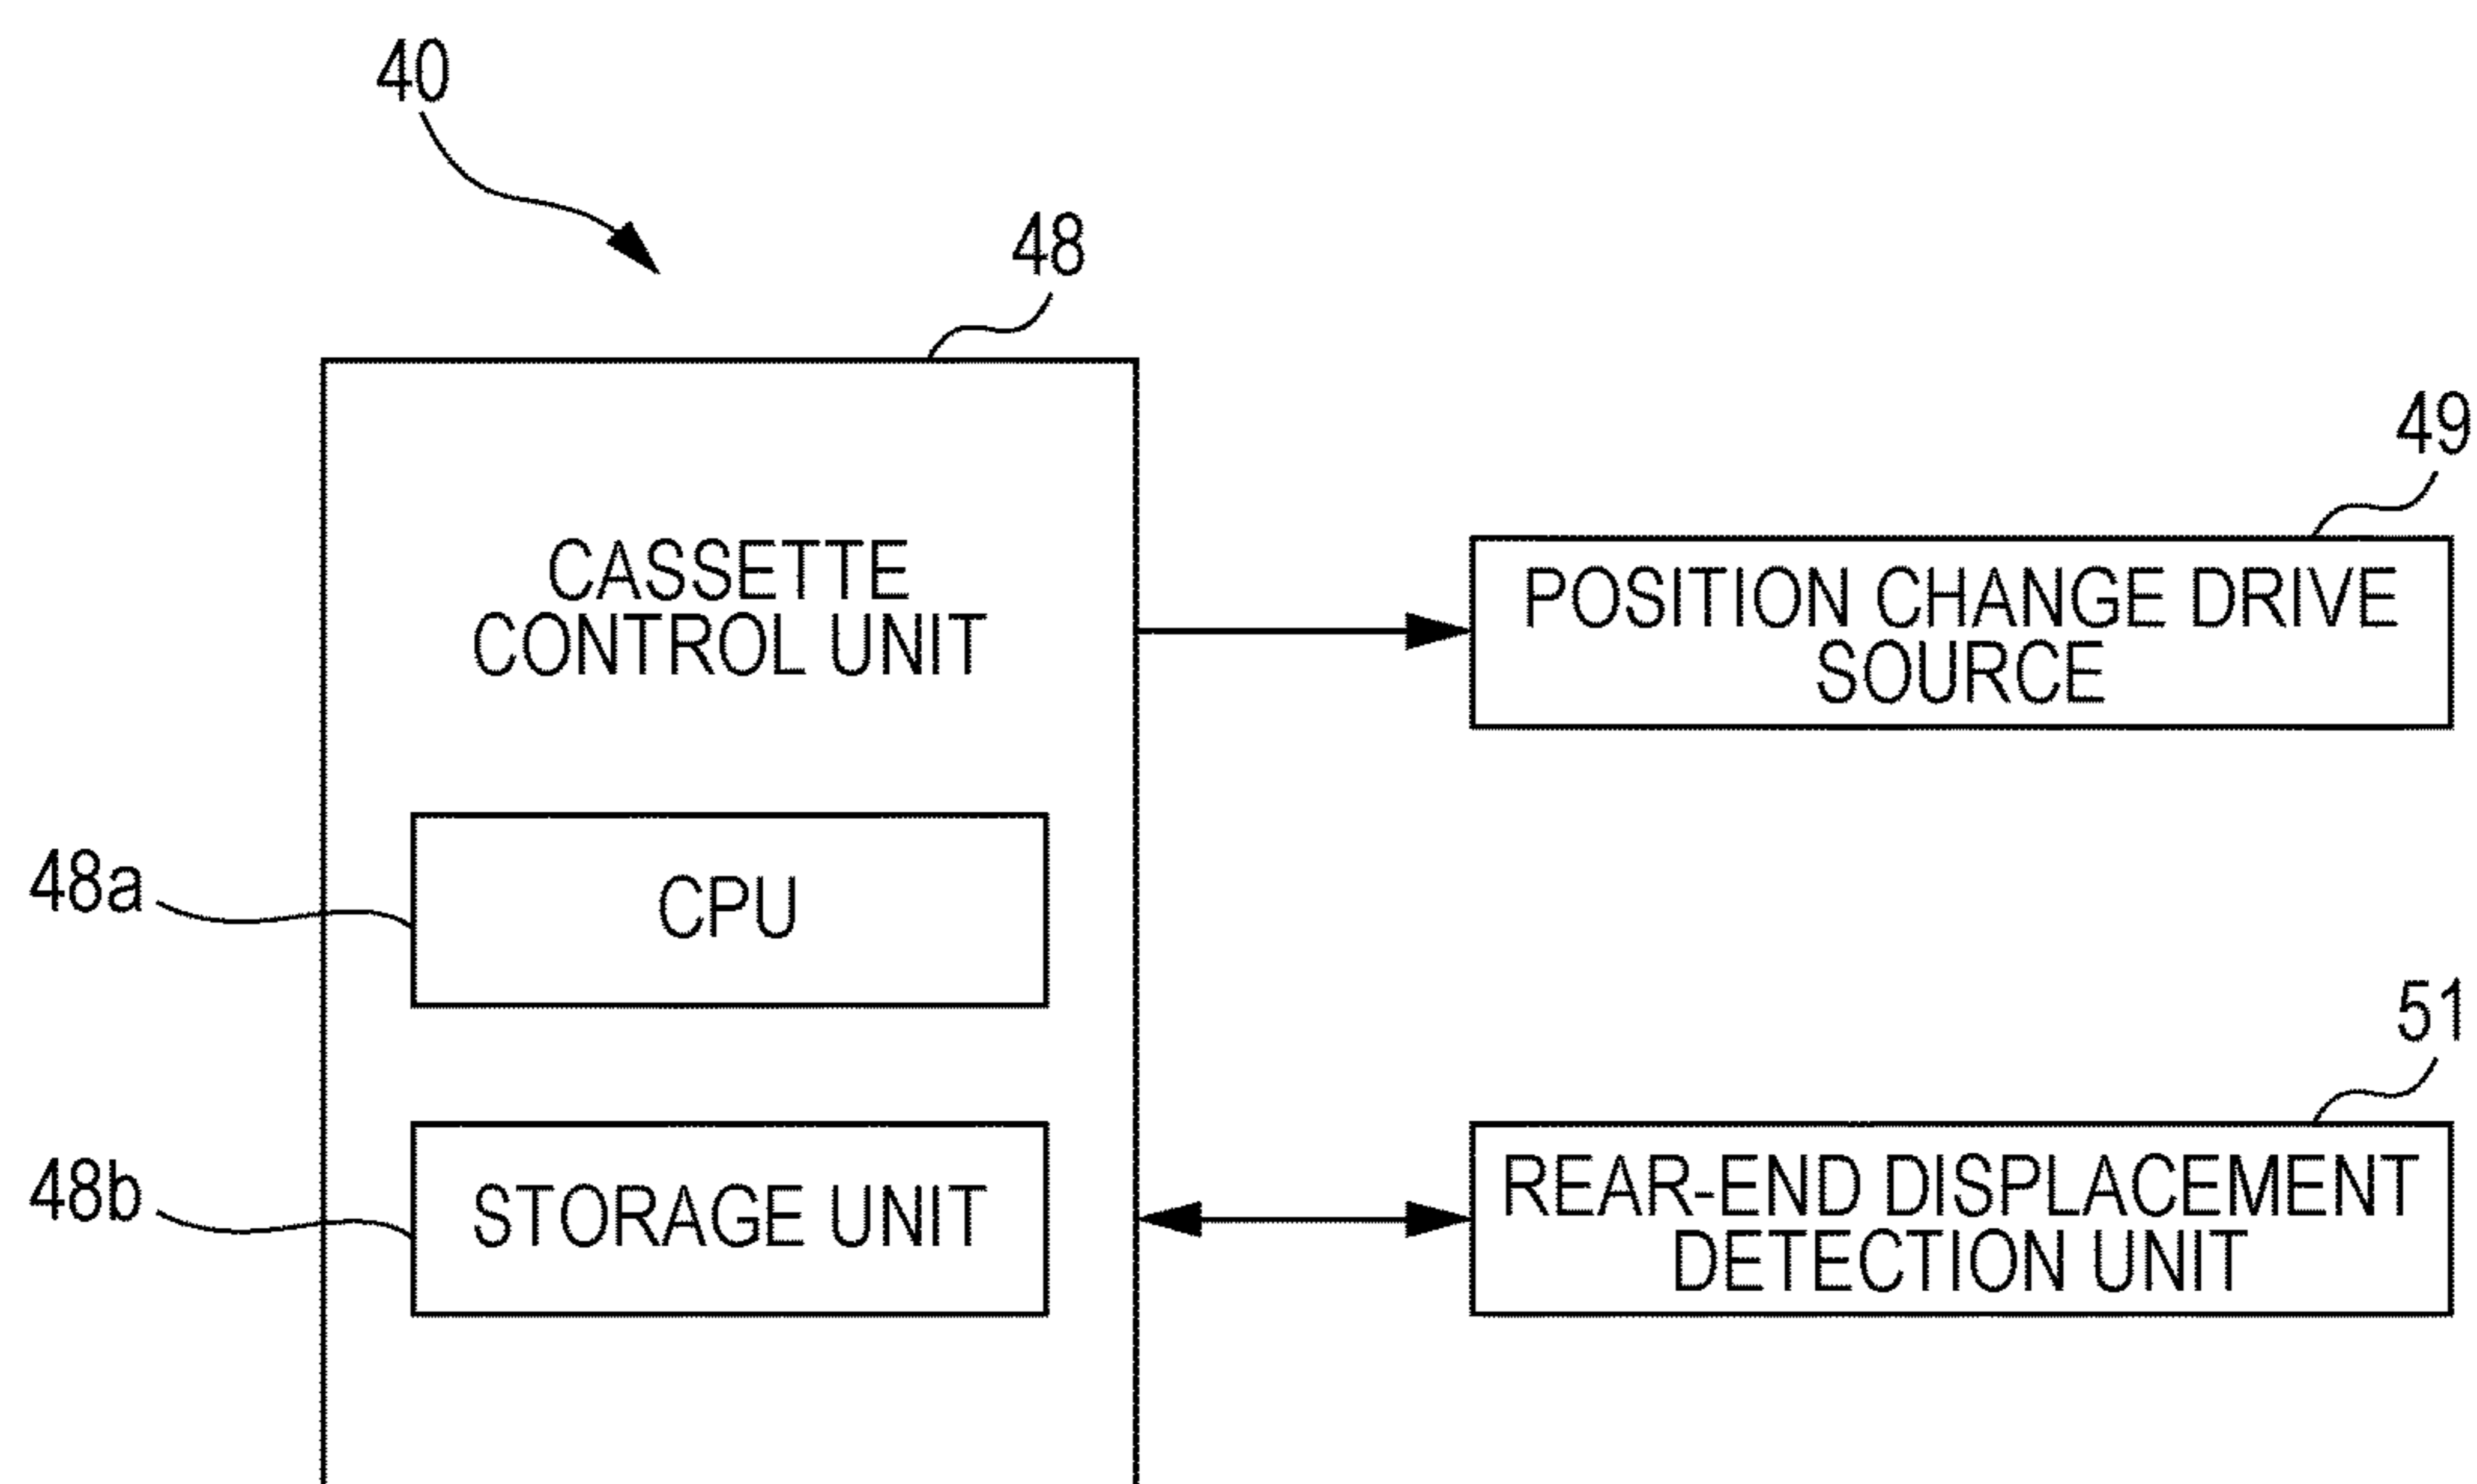 40
48
CASSETTE
CONTROL UNIT
49
POSITION CHANGE DRIVE
SOURCE
48a
CPU
51
48b
STORAGE UNIT
REAR-END DISPLACEMENT
DETECTION UNIT